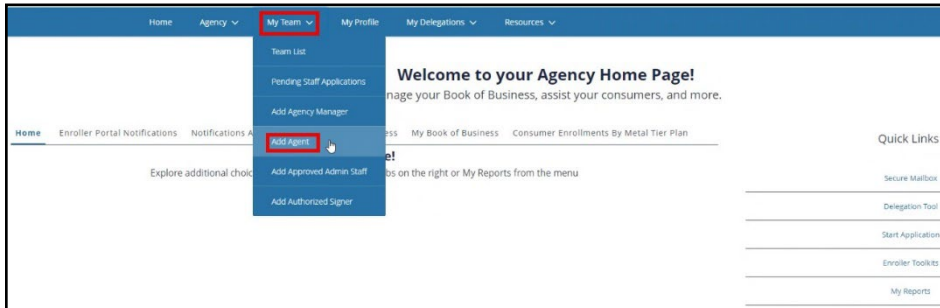 Home Agency My Team My Profile My Delegations Resources
Team List
Pending Staff Applications
Add Agency Manager
Add Agent
Add Approved Admin Staff
Add Authorized Signer
Welcome to your Agency Home Page!
nage your Book of Business, assist your consumers, and more.
Home Enroller Portal Notifications Notifications A ess My Book of Business Consumer Enrollments By Metal Tier Plan
e!
Explore additional choic bs on the right or My Reports from the menu
Quick Links
Secure Mailbox
Delegation Tool
Start Application
Enroller Toolkits
My Reports